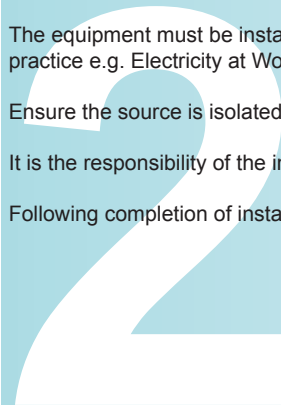 The equipment must be insta
practice e.g. Electricity at Wo
Ensure the source is isolated
It is the responsibility of the i
Following completion of insta
2